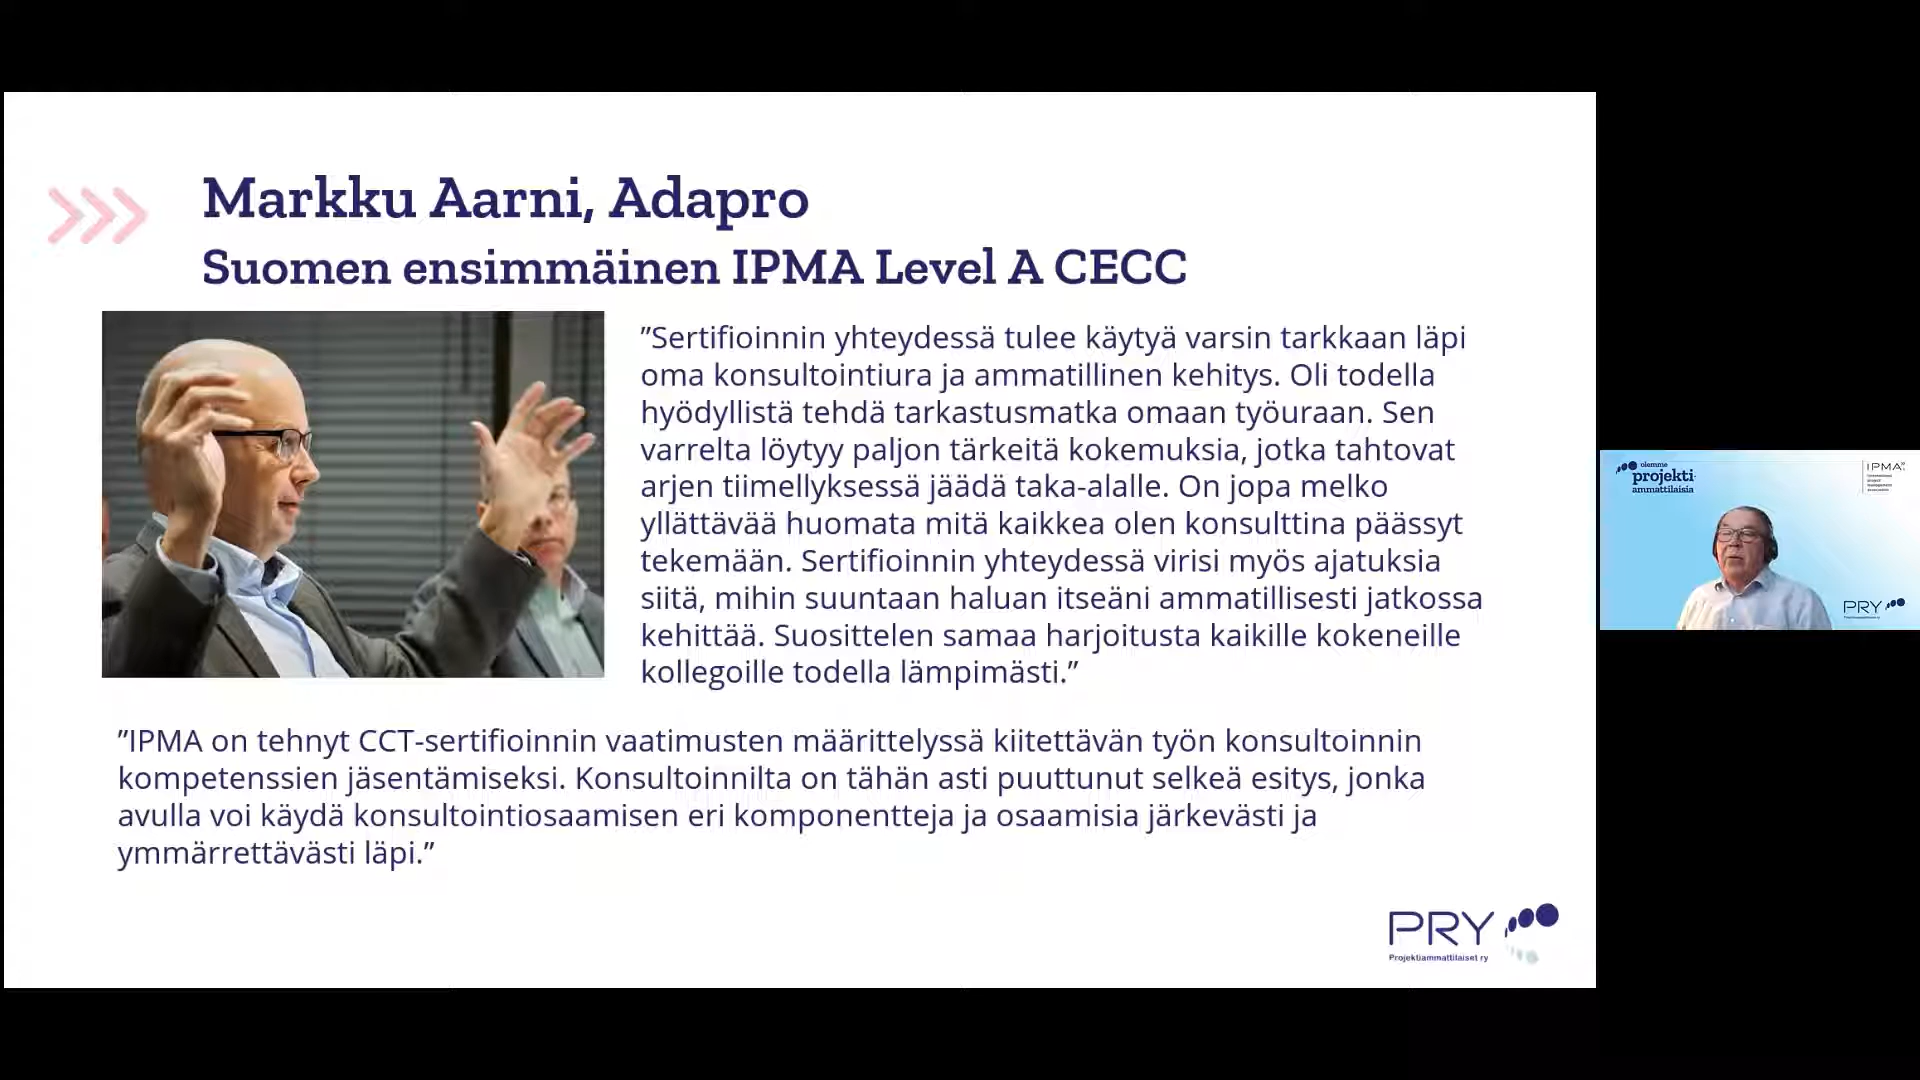 Markku Aarni, Adapro
Suomen ensimmäinen IPMA Level A CECC
”Sertifioinnin yhteydessä tulee käytyä varsin tarkkaan läpi
oma konsultointiura ja ammatillinen kehitys. Oli todella
hyödyllistä tehdä tarkastusmatka omaan työuraan. Sen
varrelta löytyy paljon tärkeitä kokemuksia, jotka tahtovat
arjen tiimellyksessä jäädä taka-alalle. On jopa melko
yllättävää huomata mitä kaikkea olen konsulttina päässyt
tekemään. Sertifioinnin yhteydessä virisi myös ajatuksia
siitä, mihin suuntaan haluan itseäni ammatillisesti jatkossa
kehittää. Suosittelen samaa harjoitusta kaikille kokeneille
kollegoille todella lämpimästi.”
”IPMA on tehnyt CCT-sertifioinnin vaatimusten määrittelyssä kiitettävän työn konsultoinnin
kompetenssien jäsentämiseksi. Konsultoinnilta on tähän asti puuttunut selkeä esitys, jonka
avulla voi käydä konsultointiosaamisen eri komponentteja ja osaamisia järkevästi ja
ymmärrettävästi läpi.”
PRY
Projektiammattilaiset ry
olemme
projekti
ammattilaisia
IPMA
PRY